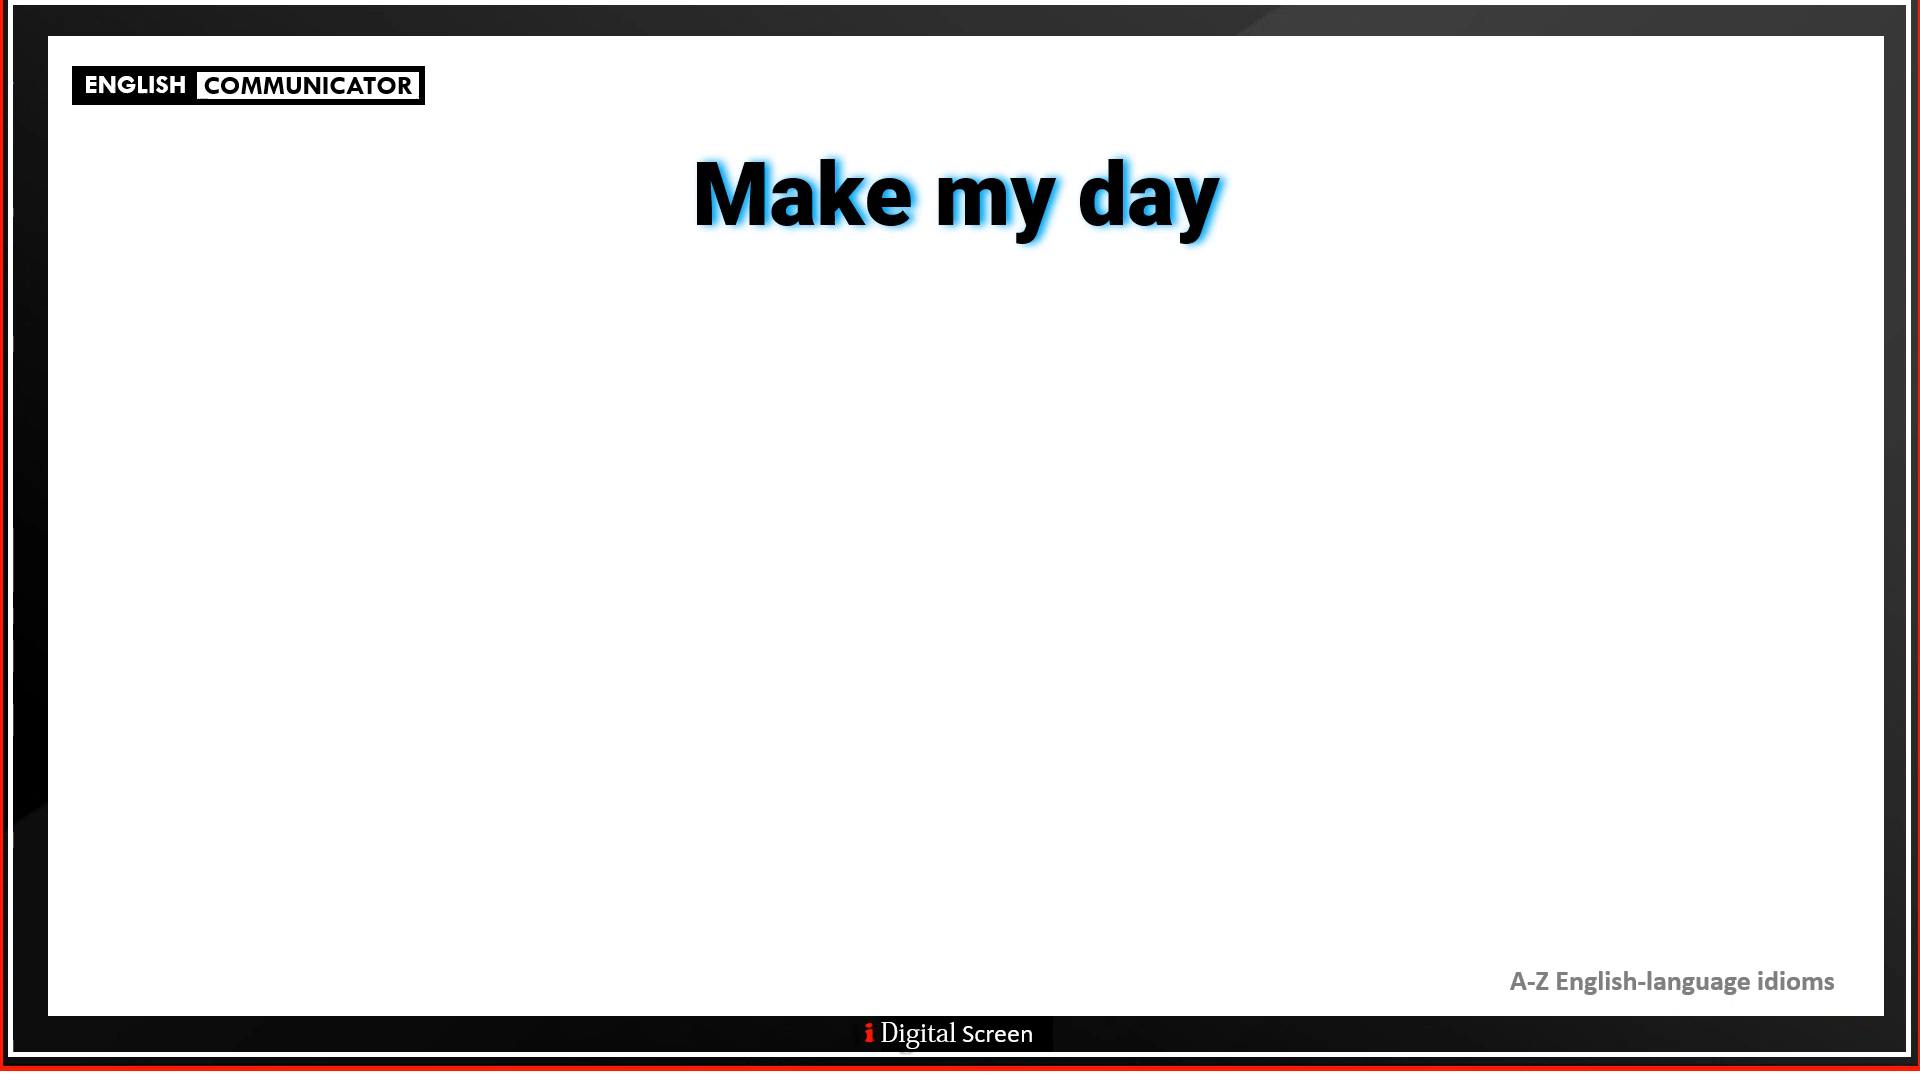 ENGLISH COMMUNICATOR
Make my day
A-Z English-language idioms
i Digital Screen